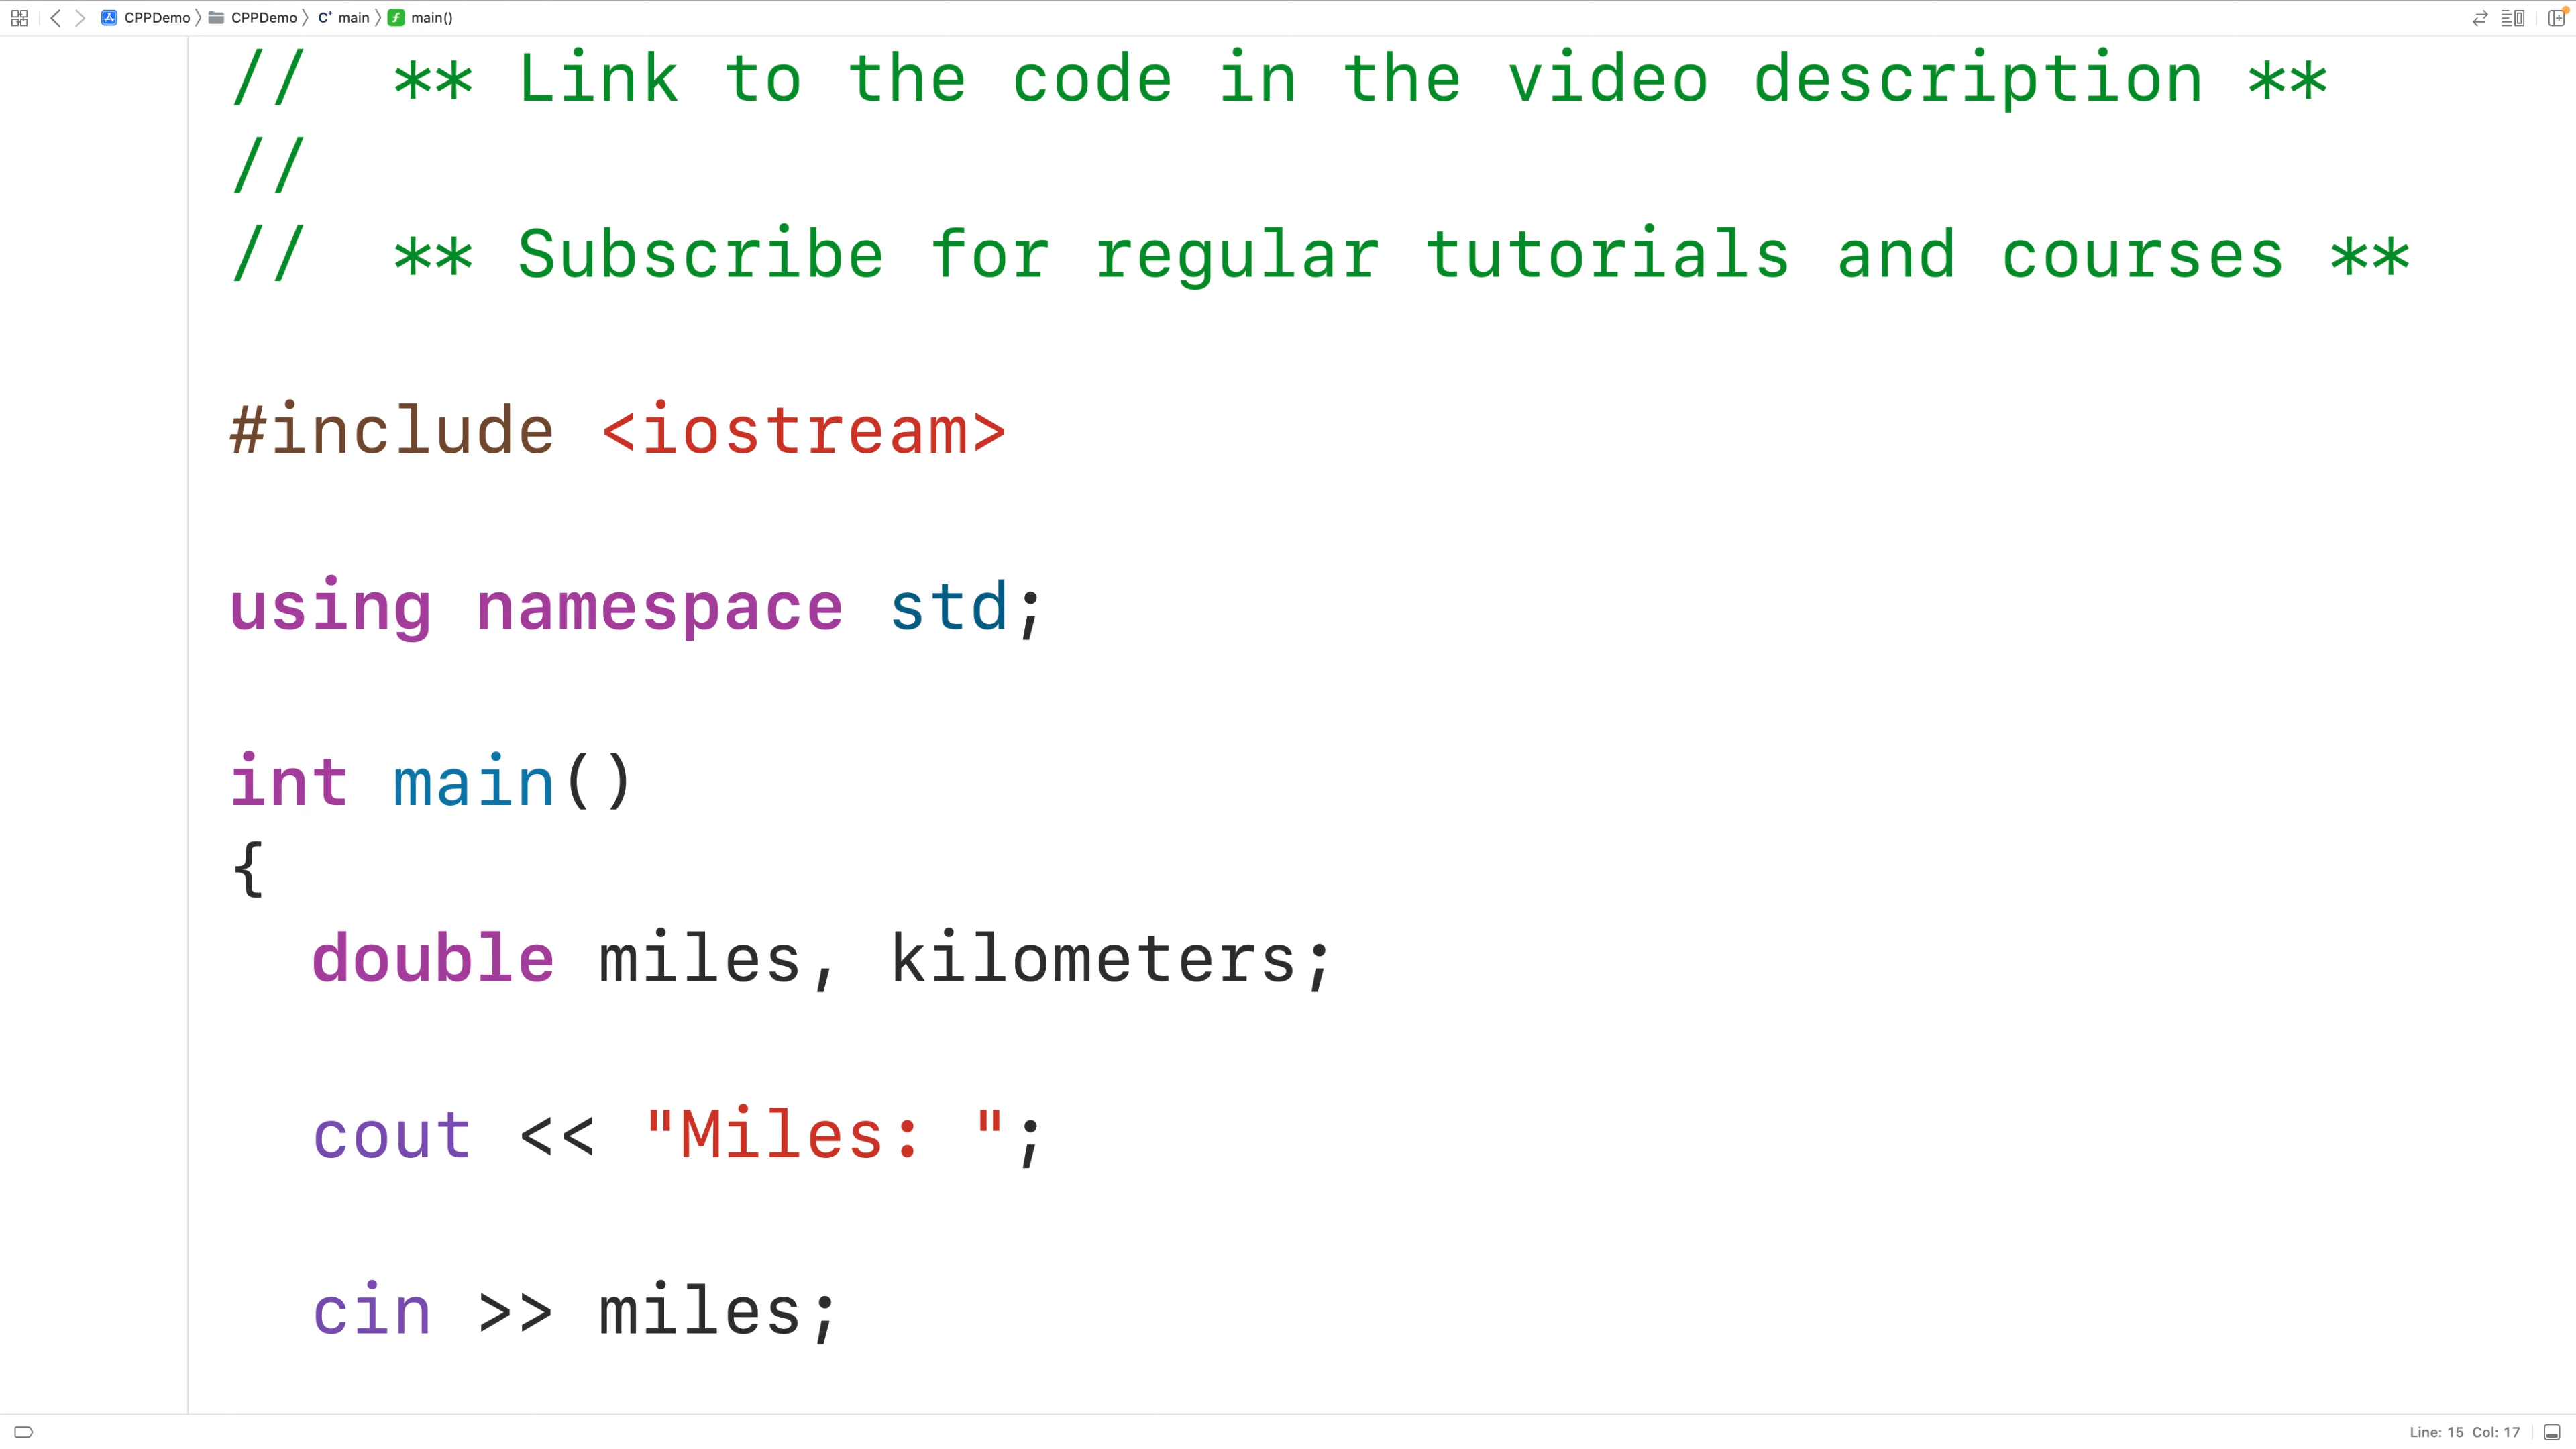 CPPDemo CPPDemo C+ main f main()
//  ** Link to the code in the video description **
//
//  ** Subscribe for regular tutorials and courses **
#include <iostream>
using namespace std;
int main()
{
  double miles, kilometers;
  cout << "Miles: ";
  cin >> miles;
Line: 15 Col: 17